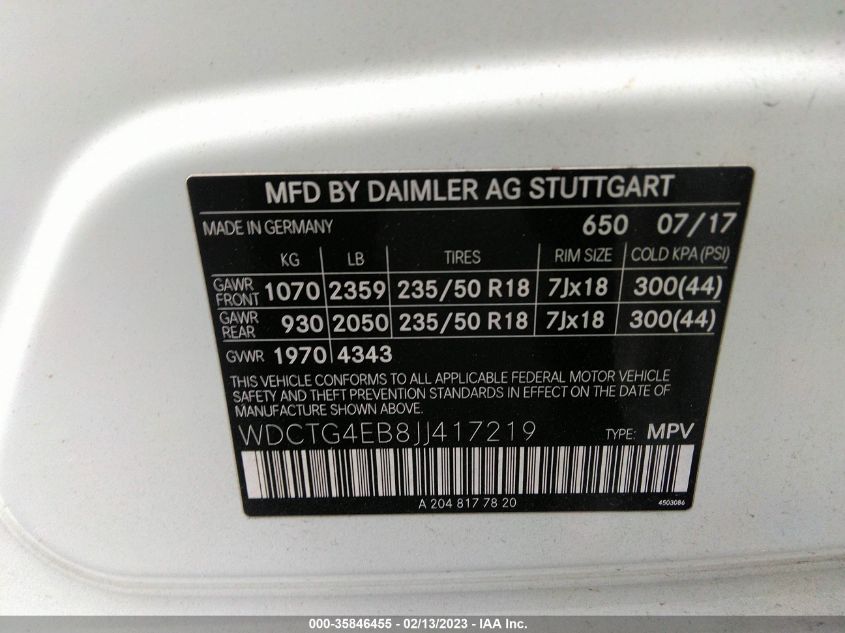 MFD BY DAIMLER AG STUTTGART
MADE IN GERMANY 650 07/17
KG LB TIRES RIM SIZE COLD KPA (PSI)
GAWR FRONT 1070 2359 235/50 R18 7Jx18 300(44)
GAWR REAR 930 2050 235/50 R18 7Jx18 300(44)
GVWR 1970 4343
THIS VEHICLE CONFORMS TO ALL APPLICABLE FEDERAL MOTOR VEHICLE
SAFETY AND THEFT PREVENTION STANDARDS IN EFFECT ON THE DATE OF
MANUFACTURE SHOWN ABOVE.
WDCTG4EB8JJ417219 TYPE: MPV
A 204 817 78 20 4503086
000-35846455 - 02/13/2023 - IAA Inc.